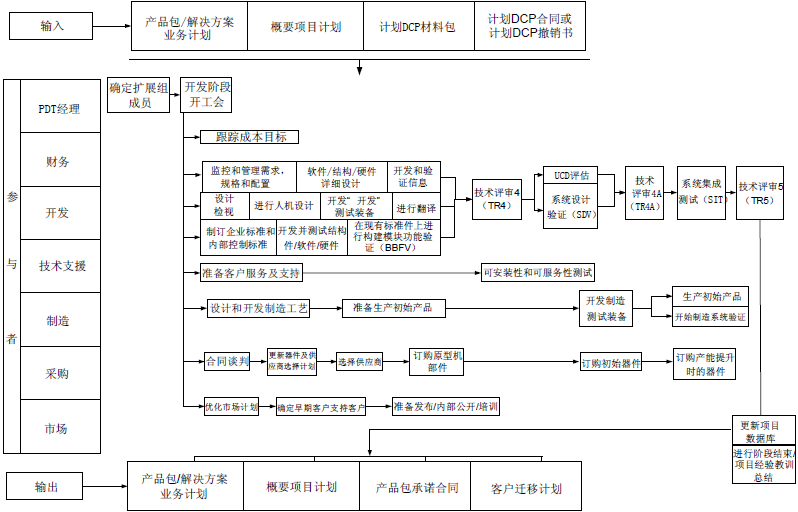 输入
产品包/解决方案
业务计划
概要项目计划
计划DCP材料包
计划DCP合同或
计划DCP撤销书
参
与
者
PDT经理
财务
开发
技术支援
制造
采购
市场
确定扩展组
成员
开发阶段
开工会
跟踪成本目标
监控和管理需求，
规格和配置
软件/结构/硬件
详细设计
开发和验
证信息
设计
检视
进行人机设计
开发“开发”
测试装备
进行翻译
制订企业标准和
内部控制标准
开发并测试结构
件/软件/硬件
在现有标准件上进
行构建模块功能验
证（BBFV）
技术评审4
（TR4）
UCD评估
系统设计
验证（SDV）
技术
评审4A
（TR4A）
系统集成
测试（SIT）
技术评审5
（TR5）
准备客户服务及支持
可安装性和可服务性测试
设计和开发制造工艺
准备生产初始产品
开发制造
测试装备
生产初始产品
开始制造系统验证
合同谈判
更新器件及供
应商选择计划
选择供应商
订购原型机
部件
订购初始器件
订购产能提升
时的器件
优化市场计划
确定早期客户支持客户
准备发布/内部公开/培训
更新项目
数据库
进行阶段结束/
项目经验教训
总结
输出
产品包/解决方案
业务计划
概要项目计划
产品包承诺合同
客户迁移计划